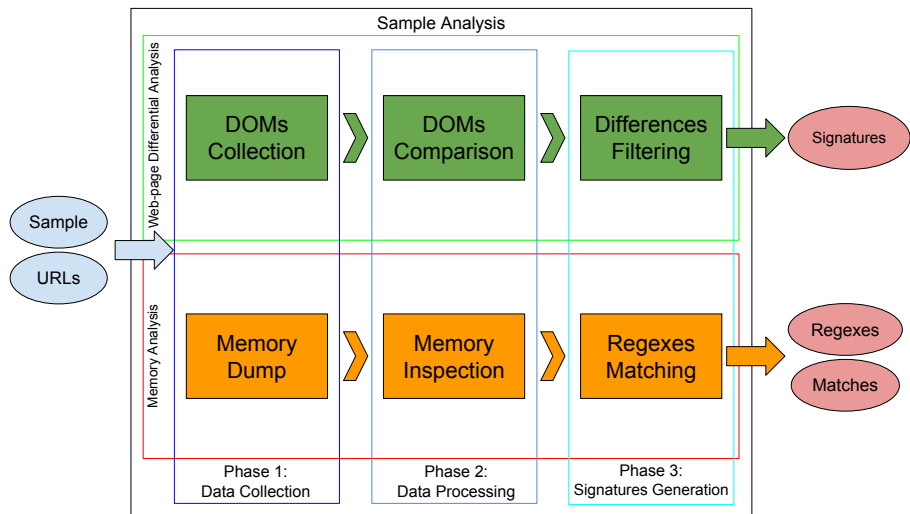 Sample Analysis
Web-page Differential Analysis
DOMs
Collection
DOMs
Comparison
Differences
Filtering
Signatures
Sample
URLs
Memory Analysis
Memory
Dump
Memory
Inspection
Regexes
Matching
Regexes
Matches
Phase 1:
Data Collection
Phase 2:
Data Processing
Phase 3:
Signatures Generation